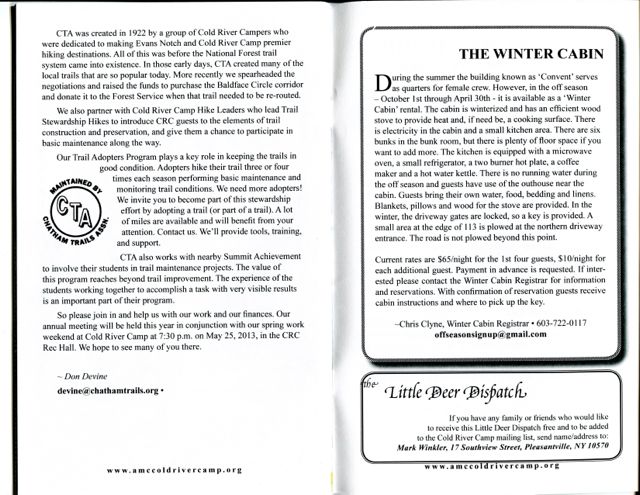 CTA was created in 1922 by a group of Cold River Campers who
were dedicated to making Evans Notch and Cold River Camp premier
hiking destinations. All of this was before the National Forest trail
system came into existence. In those early days, CTA created many of
the local trails that are so popular today. More recently we spearheaded the
negotiations and raised the funds to purchase the Baldface Circle corridor
and donate it to the Forest Service when that trail needed to be re-routed.
We also partner with Cold River Camp Hike Leaders who lead Trail
Stewardship Hikes to introduce CRC guests to the elements of trail
construction and preservation, and give them a chance to participate in
basic maintenance along the way.
Our Trail Adopters Program plays a key role in keeping the trails in
good condition. Adopters hike their trail three or four
times each season performing basic maintenance and
monitoring trail conditions. We need more adopters!
We invite you to become part of this stewardship
effort by adopting a trail (or part of a trail). A lot
of miles are available and will benefit from your
attention. Contact us. We'll provide tools, training,
and support.
MAINTAINED BY
CTA
CHATHAM TRAILS ASSN.
CTA also works with nearby Summit Achievement
to involve their students in trail maintenance projects. The value of
this program reaches beyond trail improvement. The experience of the
students working together to accomplish a task with very visible results
is an important part of their program.
So please join in and help us with our work and our finances. Our
annual meeting will be held this year in conjunction with our spring work
weekend at Cold River Camp at 7:30 p.m. on May 25, 2013, in the CRC
Rec Hall. We hope to see many of you there.
~ Don Devine
devine@chathamtrails.org •
www.amccoldrivercamp.org
THE WINTER CABIN
During the summer the building known as 'Convent' serves
as quarters for female crew. However, in the off season
– October 1st through April 30th - it is available as a 'Winter
Cabin' rental. The cabin is winterized and has an efficient wood
stove to provide heat and, if need be, a cooking surface. There
is electricity in the cabin and a small kitchen area. There are six
bunks in the bunk room, but there is plenty of floor space if you
want to add more. The kitchen is equipped with a microwave
oven, a small refrigerator, a two burner hot plate, a coffee
maker and a hot water kettle. There is no running water during
the off season and guests have use of the outhouse near the
cabin. Guests bring their own water, food, bedding and linens.
Blankets, pillows and wood for the stove are provided. In the
winter, the driveway gates are locked, so a key is provided. A
small area at the edge of 113 is plowed at the northern driveway
entrance. The road is not plowed beyond this point.
Current rates are $65/night for the 1st four guests, $10/night for
each additional guest. Payment in advance is requested. If inter-
ested please contact the Winter Cabin Registrar for information
and reservations. With confirmation of reservation guests receive
cabin instructions and where to pick up the key.
~Chris Clyne, Winter Cabin Registrar • 603-722-0117
offseasonsignup@gmail.com
the Little Deer Dispatch
If you have any family or friends who would like
to receive this Little Deer Dispatch free and to be added
to the Cold River Camp mailing list, send name/address to:
Mark Winkler, 17 Southview Street, Pleasantville, NY 10570
www.amccoldrivercamp.org